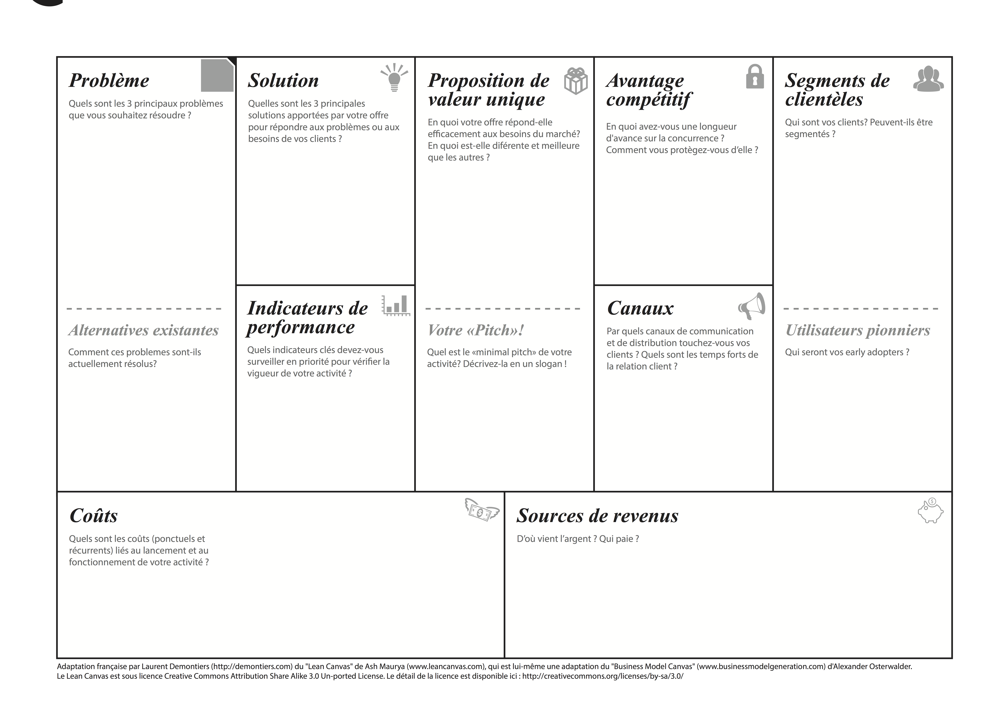 Problème
Quels sont les 3 principaux problèmes
que vous souhaitez résoudre ?
Alternatives existantes
Comment ces problemes sont-ils
actuellement résolus?
Solution
Quelles sont les 3 principales
solutions apportées par votre offre
pour répondre aux problèmes ou aux
besoins de vos clients ?
Indicateurs de
performance
Quels indicateurs clés devez-vous
surveiller en priorité pour vérifier la
vigueur de votre activité ?
Proposition de
valeur unique
En quoi votre offre répond-elle
efficacement aux besoins du marché?
En quoi est-elle diférente et meilleure
que les autres ?
Votre «Pitch»!
Quel est le «minimal pitch» de votre
activité? Décrivez-la en un slogan !
Avantage
compétitif
En quoi avez-vous une longueur
d'avance sur la concurrence ?
Comment vous protègez-vous d’elle ?
Canaux
Par quels canaux de communication
et de distribution touchez-vous vos
clients ? Quels sont les temps forts de
la relation client ?
Segments de
clientèles
Qui sont vos clients? Peuvent-ils être
segmentés ?
Utilisateurs pionniers
Qui seront vos early adopters ?
Coûts
Quels sont les coûts (ponctuels et
récurrents) liés au lancement et au
fonctionnement de votre activité ?
Sources de revenus
D’où vient l’argent ? Qui paie ?
Adaptation française par Laurent Demontiers (http://demontiers.com) du "Lean Canvas" de Ash Maurya (www.leancanvas.com), qui est lui-même une adaptation du "Business Model Canvas" (www.businessmodelgeneration.com) d'Alexander Osterwalder.
Le Lean Canvas est sous licence Creative Commons Attribution Share Alike 3.0 Un-ported License. Le détail de la licence est disponible ici : http://creativecommons.org/licenses/by-sa/3.0/